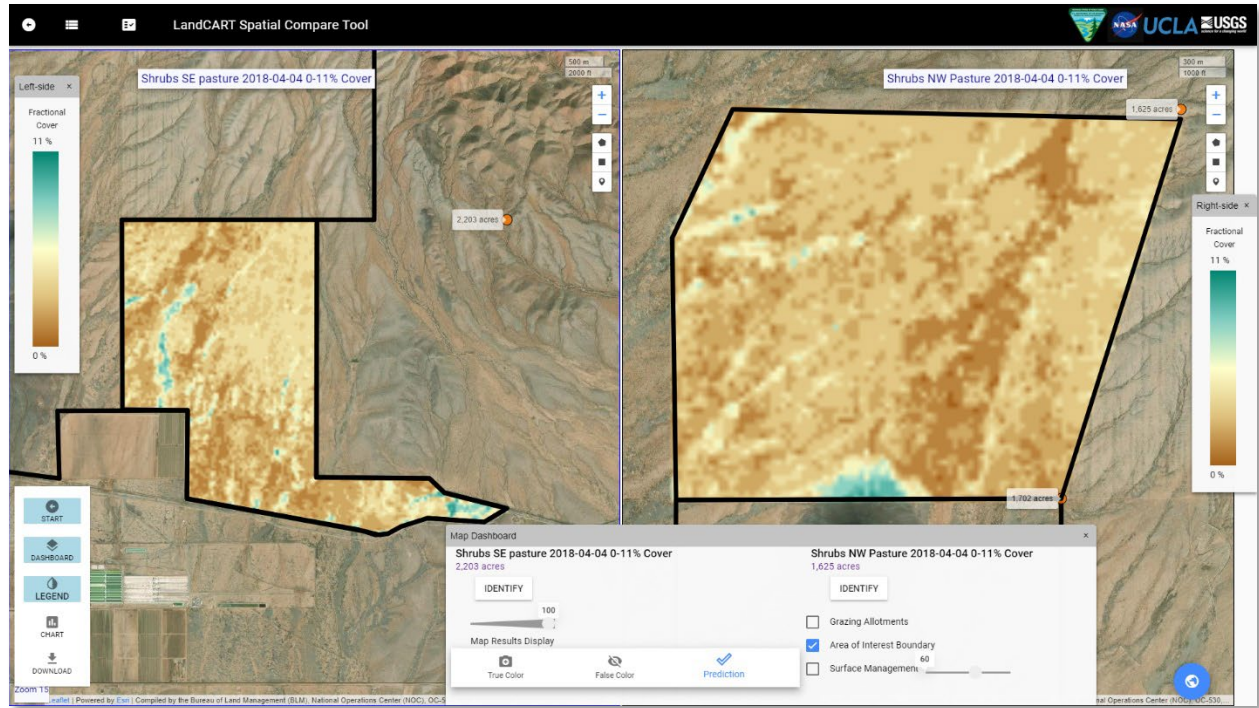 LandCART Spatial Compare Tool
NASA
UCLA
USGS
science for a changing world
Shrubs SE pasture 2018-04-04 0-11% Cover
500 m
2000 ft
Left-side ×
Fractional
Cover
11 %
0 %
+
−
2,203 acres
Shrubs NW Pasture 2018-04-04 0-11% Cover
300 m
1000 ft
1,625 acres
+
−
Right-side ×
Fractional
Cover
11 %
0 %
1,702 acres
START
DASHBOARD
LEGEND
CHART
DOWNLOAD
Zoom 15
Leaflet | Powered by Esri | Compiled by the Bureau of Land Management (BLM), National Operations Center (NOC), OC-5
Map Dashboard ×
Shrubs SE pasture 2018-04-04 0-11% Cover
2,203 acres
IDENTIFY
100
Map Results Display
True Color
False Color
Prediction
Shrubs NW Pasture 2018-04-04 0-11% Cover
1,625 acres
IDENTIFY
Grazing Allotments
Area of Interest Boundary
Surface Management
60
nal Operations Center (NOC), OC-530,...